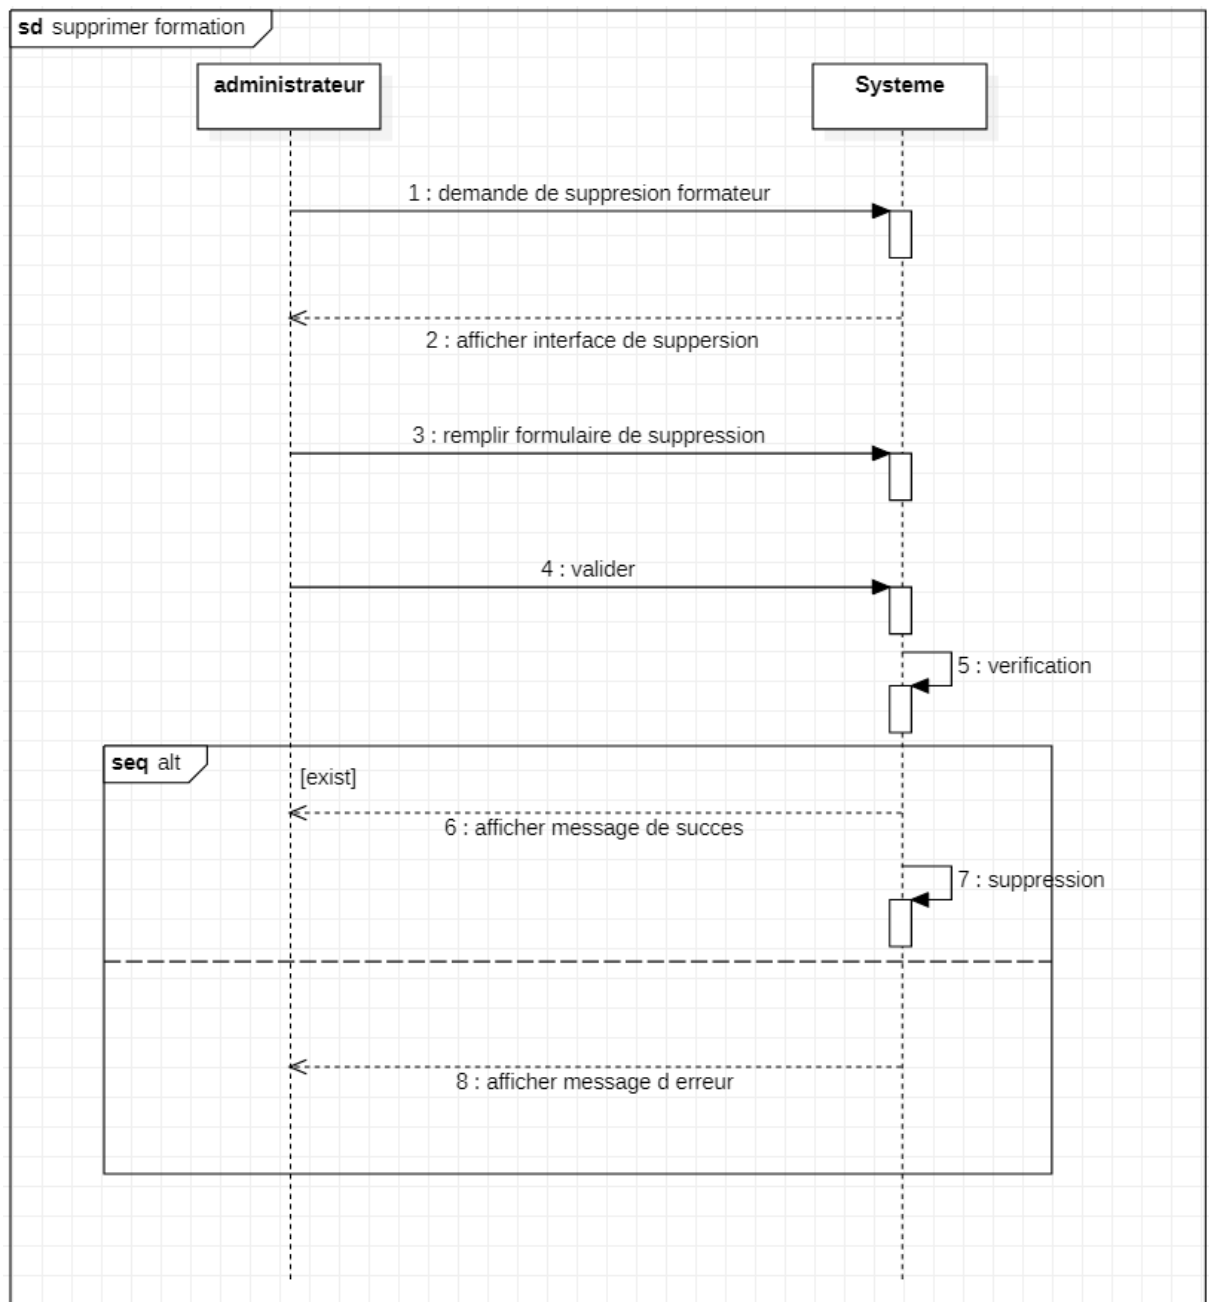 sd supprimer formation
administrateur
Systeme
1 : demande de suppresion formateur
2 : afficher interface de suppersion
3 : remplir formulaire de suppression
4 : valider
5 : verification
seq alt
[exist]
6 : afficher message de succes
7 : suppression
8 : afficher message d erreur